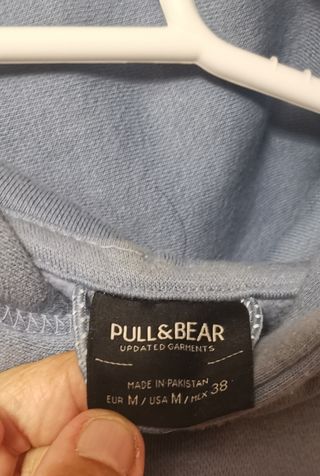 PULL&BEAR
UPDATED GARMENTS
MADE IN PAKISTAN
EUR M / USA M / MEX 38